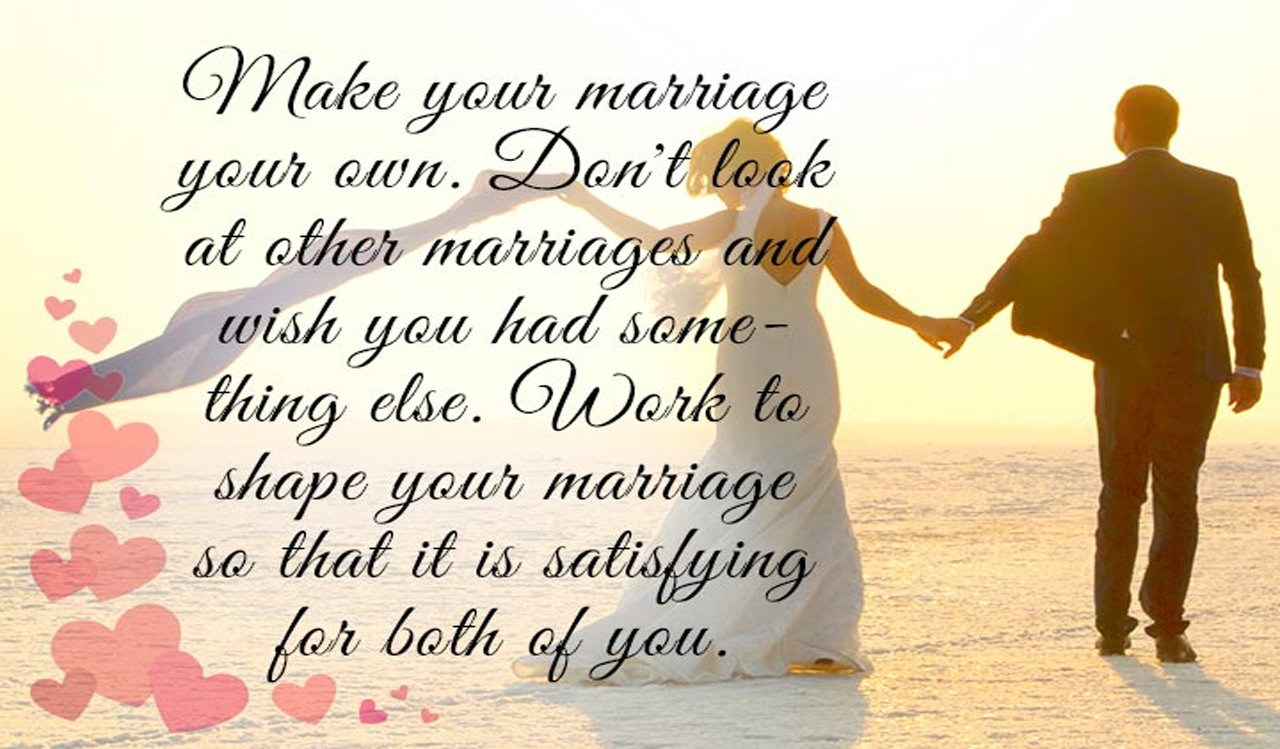 Make your marriage
your own. Don't look
at other marriages and
wish you had some-
thing else. Work to
shape your marriage
so that it is satisfying
for both of you.